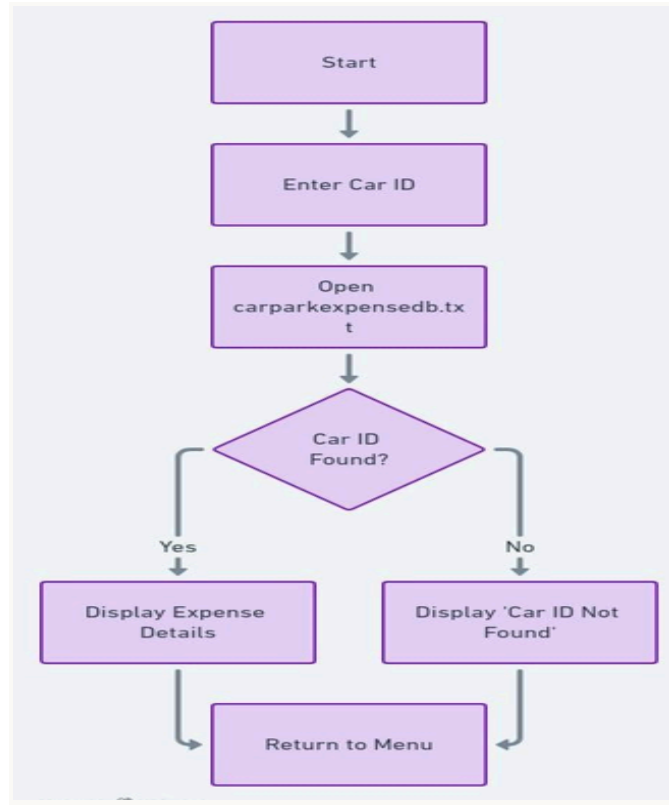 Start
Enter Car ID
Open
carparkexpensedb.tx
t
Car ID
Found?
Yes
No
Display Expense
Details
Display 'Car ID Not
Found'
Return to Menu